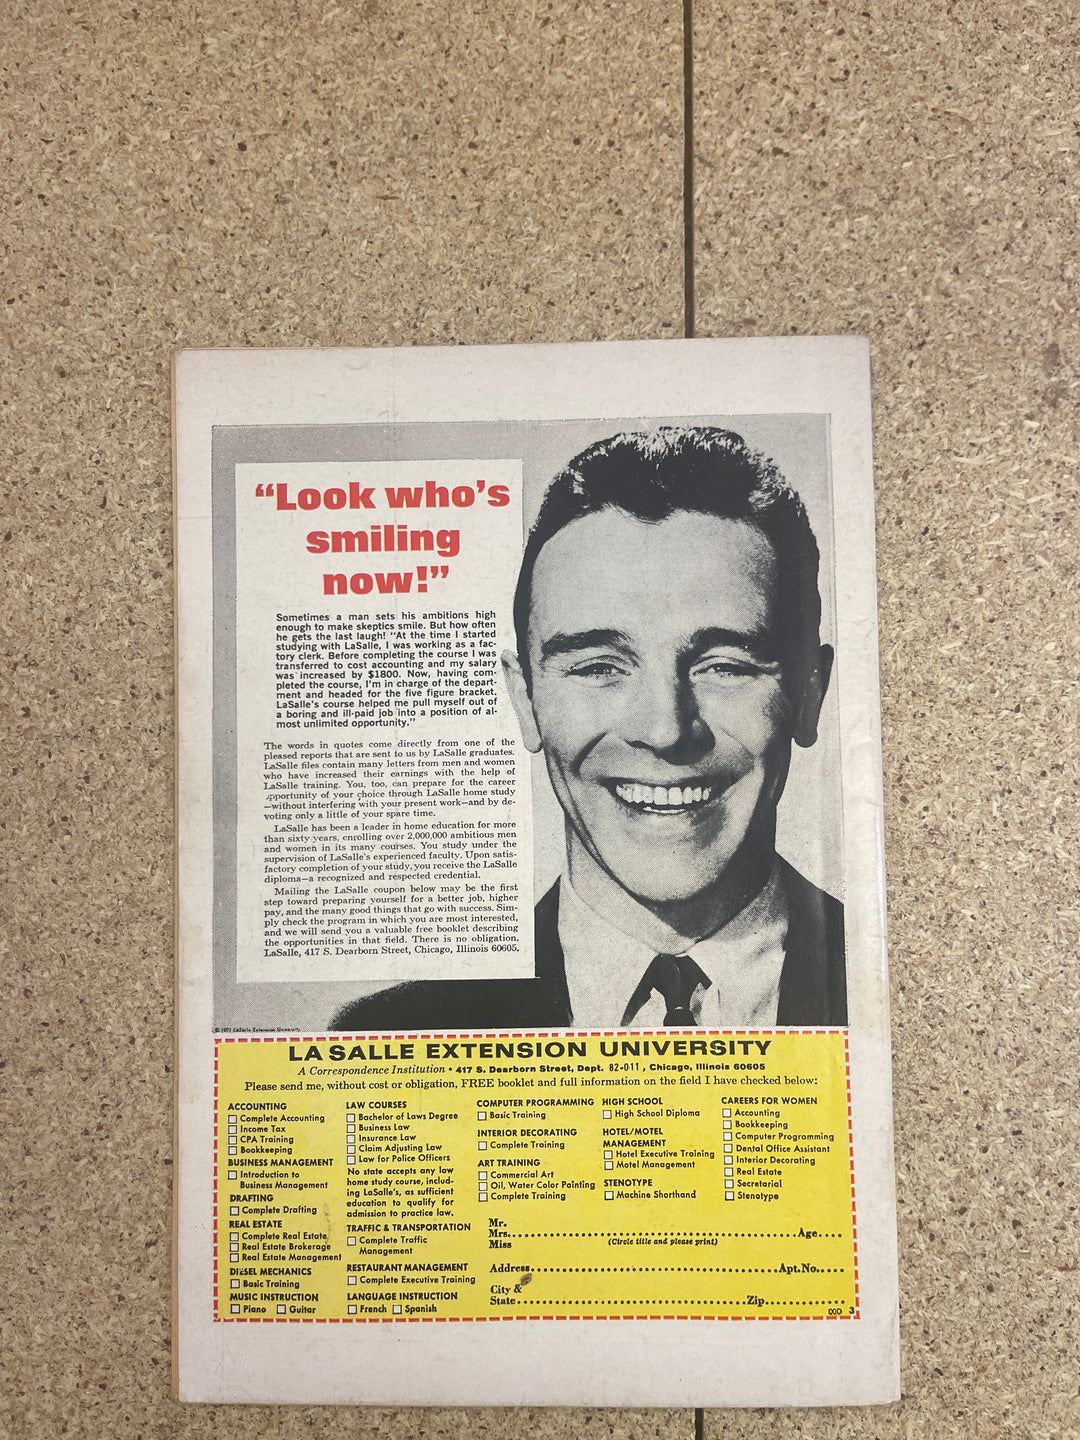 “Look who’s
smiling
now!”
Sometimes a man sets his ambitions high
enough to make skeptics smile. But how often
he gets the last laugh! “At the time I started
studying with LaSalle, I was working as a fac-
tory clerk. Before completing the course I was
transferred to cost accounting and my salary
was increased by $1800. Now, having com-
pleted the course, I’m in charge of the depart-
ment and headed for the five figure bracket.
LaSalle’s course helped me pull myself out of
a boring and ill-paid job into a position of al-
most unlimited opportunity.”
The words in quotes come directly from one of the
pleased reports that are sent to us by LaSalle graduates.
LaSalle files contain many letters from men and women
who have increased their earnings with the help of
LaSalle training. You, too, can prepare for the career
opportunity of your choice through LaSalle home study
—without interfering with your present work—and by de-
voting only a little of your spare time.
LaSalle has been a leader in home education for more
than sixty years, enrolling over 2,000,000 ambitious men
and women in its many courses. You study under the
supervision of LaSalle’s experienced faculty. Upon satis-
factory completion of your study, you receive the LaSalle
diploma—a recognized and respected credential.
Mailing the LaSalle coupon below may be the first
step toward preparing yourself for a better job, higher
pay, and the many good things that go with success. Sim-
ply check the program in which you are most interested,
and we will send you a valuable free booklet describing
the opportunities in that field. There is no obligation.
LaSalle, 417 S. Dearborn Street, Chicago, Illinois 60605.
© 1971 LaSalle Extension University
LA SALLE EXTENSION UNIVERSITY
A Correspondence Institution • 417 S. Dearborn Street, Dept. 82-011, Chicago, Illinois 60605
Please send me, without cost or obligation, FREE booklet and full information on the field I have checked below:
ACCOUNTING
Complete Accounting
Income Tax
CPA Training
Bookkeeping
BUSINESS MANAGEMENT
Introduction to
Business Management
DRAFTING
Complete Drafting
REAL ESTATE
Complete Real Estate
Real Estate Brokerage
Real Estate Management
DIESEL MECHANICS
Basic Training
MUSIC INSTRUCTION
Piano Guitar
LAW COURSES
Bachelor of Laws Degree
Business Law
Insurance Law
Claim Adjusting Law
Law for Police Officers
No state accepts any law
home study course, includ-
ing LaSalle’s, as sufficient
education to qualify for
admission to practice law.
TRAFFIC & TRANSPORTATION
Complete Traffic
Management
RESTAURANT MANAGEMENT
Complete Executive Training
LANGUAGE INSTRUCTION
French Spanish
COMPUTER PROGRAMMING
Basic Training
INTERIOR DECORATING
Complete Training
ART TRAINING
Commercial Art
Oil, Water Color Painting
Complete Training
HIGH SCHOOL
High School Diploma
HOTEL/MOTEL
MANAGEMENT
Hotel Executive Training
Motel Management
STENOTYPE
Machine Shorthand
CAREERS FOR WOMEN
Accounting
Bookkeeping
Computer Programming
Dental Office Assistant
Interior Decorating
Real Estate
Secretarial
Stenotype
Mr.
Mrs. Age
Miss (Circle title and please print)
Address Apt. No.
City &
State Zip
3